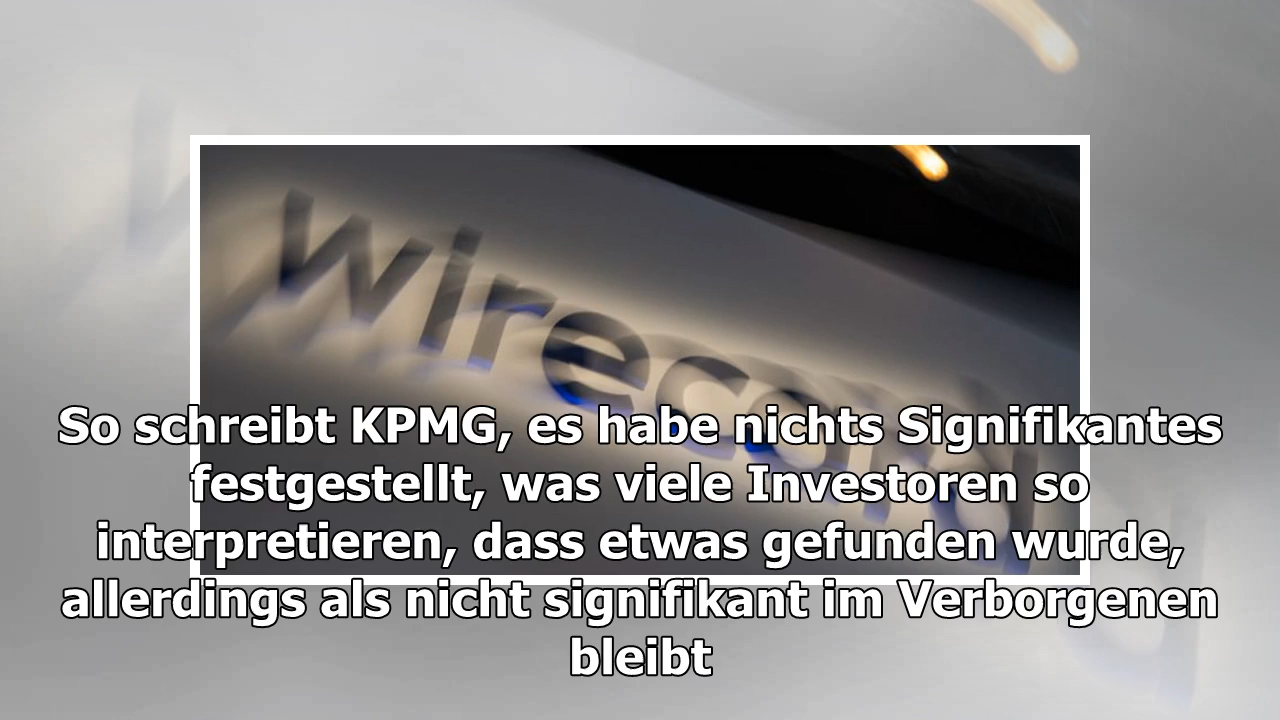 wirecard
So schreibt KPMG, es habe nichts Signifikantes
festgestellt, was viele Investoren so
interpretieren, dass etwas gefunden wurde,
allerdings als nicht signifikant im Verborgenen
bleibt